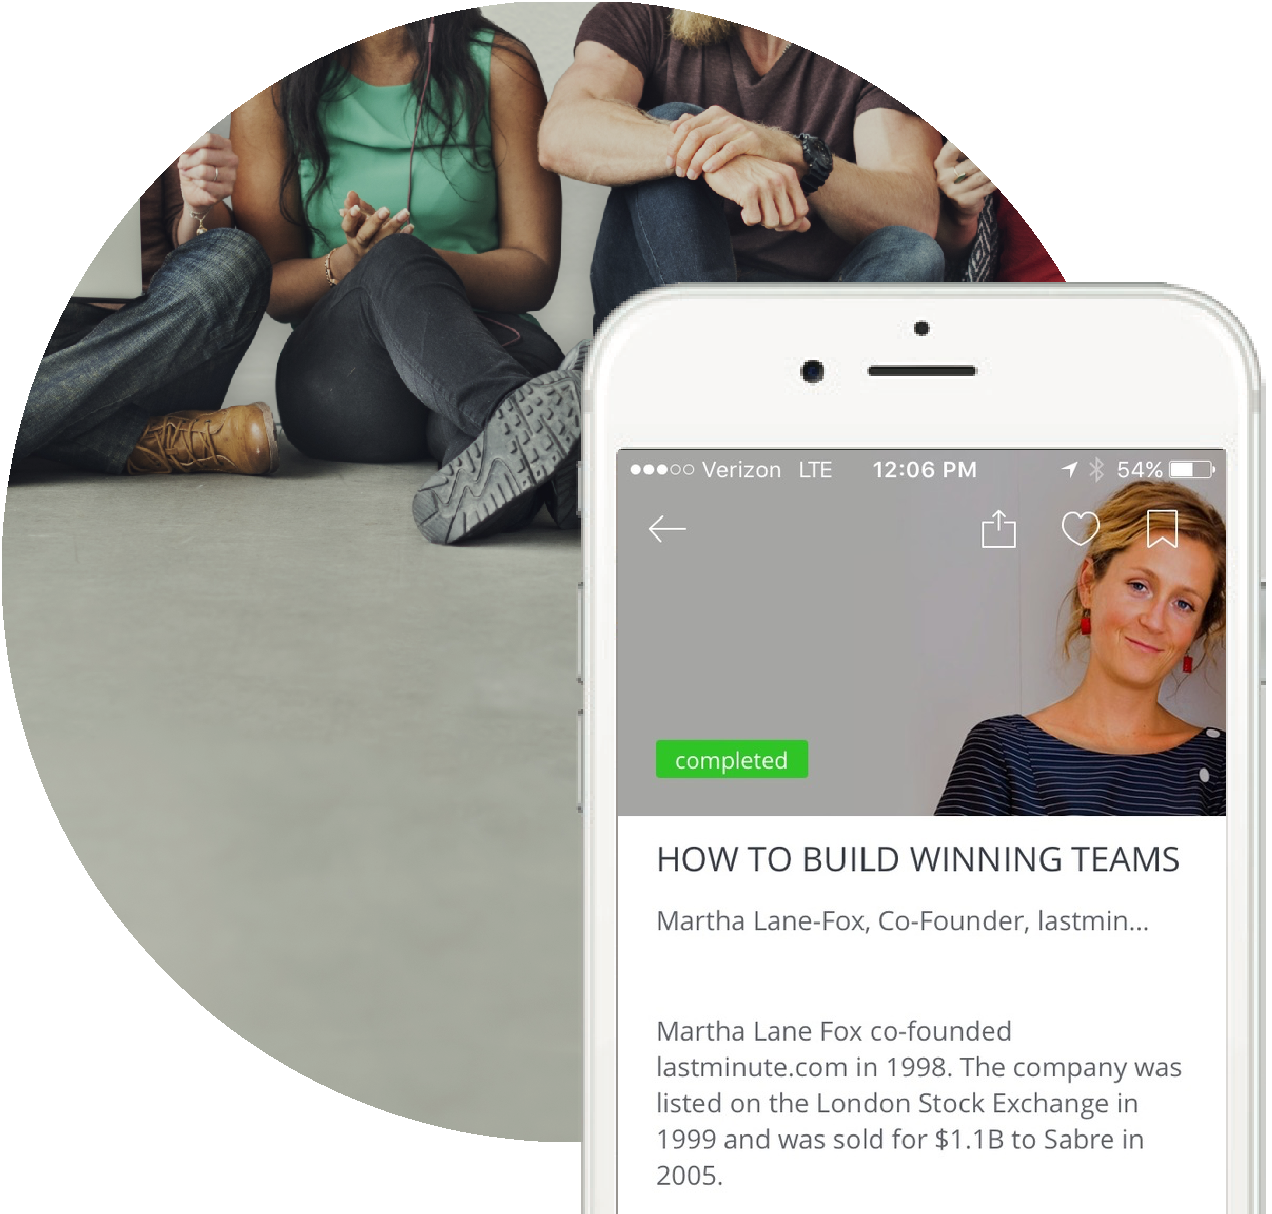 Verizon LTE 12:06 PM 54%
completed
HOW TO BUILD WINNING TEAMS
Martha Lane-Fox, Co-Founder, lastmin...
Martha Lane Fox co-founded
lastminute.com in 1998. The company was
listed on the London Stock Exchange in
1999 and was sold for $1.1B to Sabre in
2005.